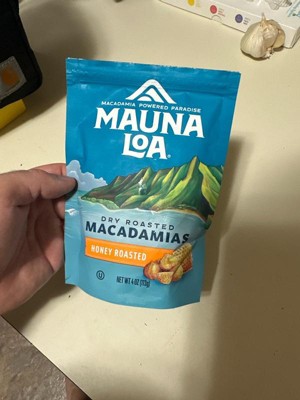 MACADAMIA POWERED PARADISE
MAUNA
LOA
DRY ROASTED
MACADAMIAS
HONEY ROASTED
NET WT 4 OZ (113g)